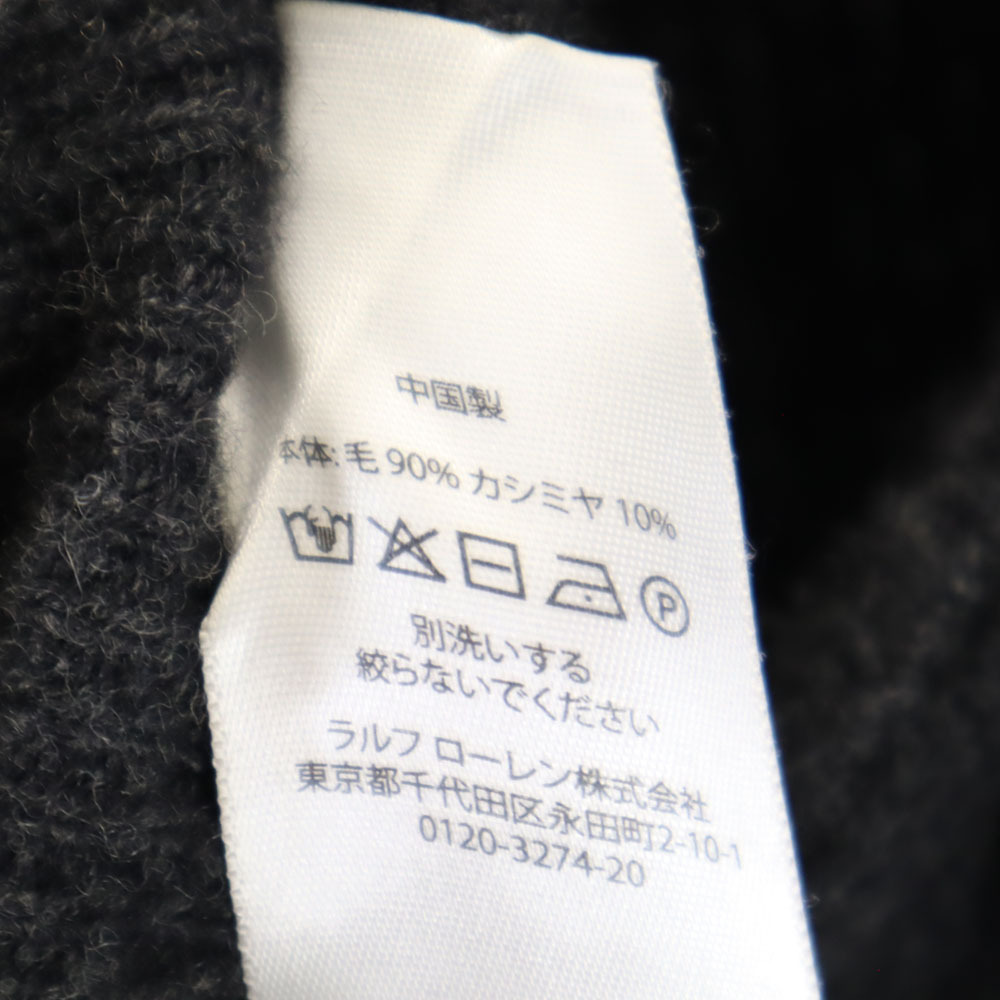 中国製
本体: 毛 90% カシミヤ 10%
P
別洗いする
絞らないでください
ラルフ ローレン株式会社
東京都千代田区永田町2-10-1
0120-3274-20